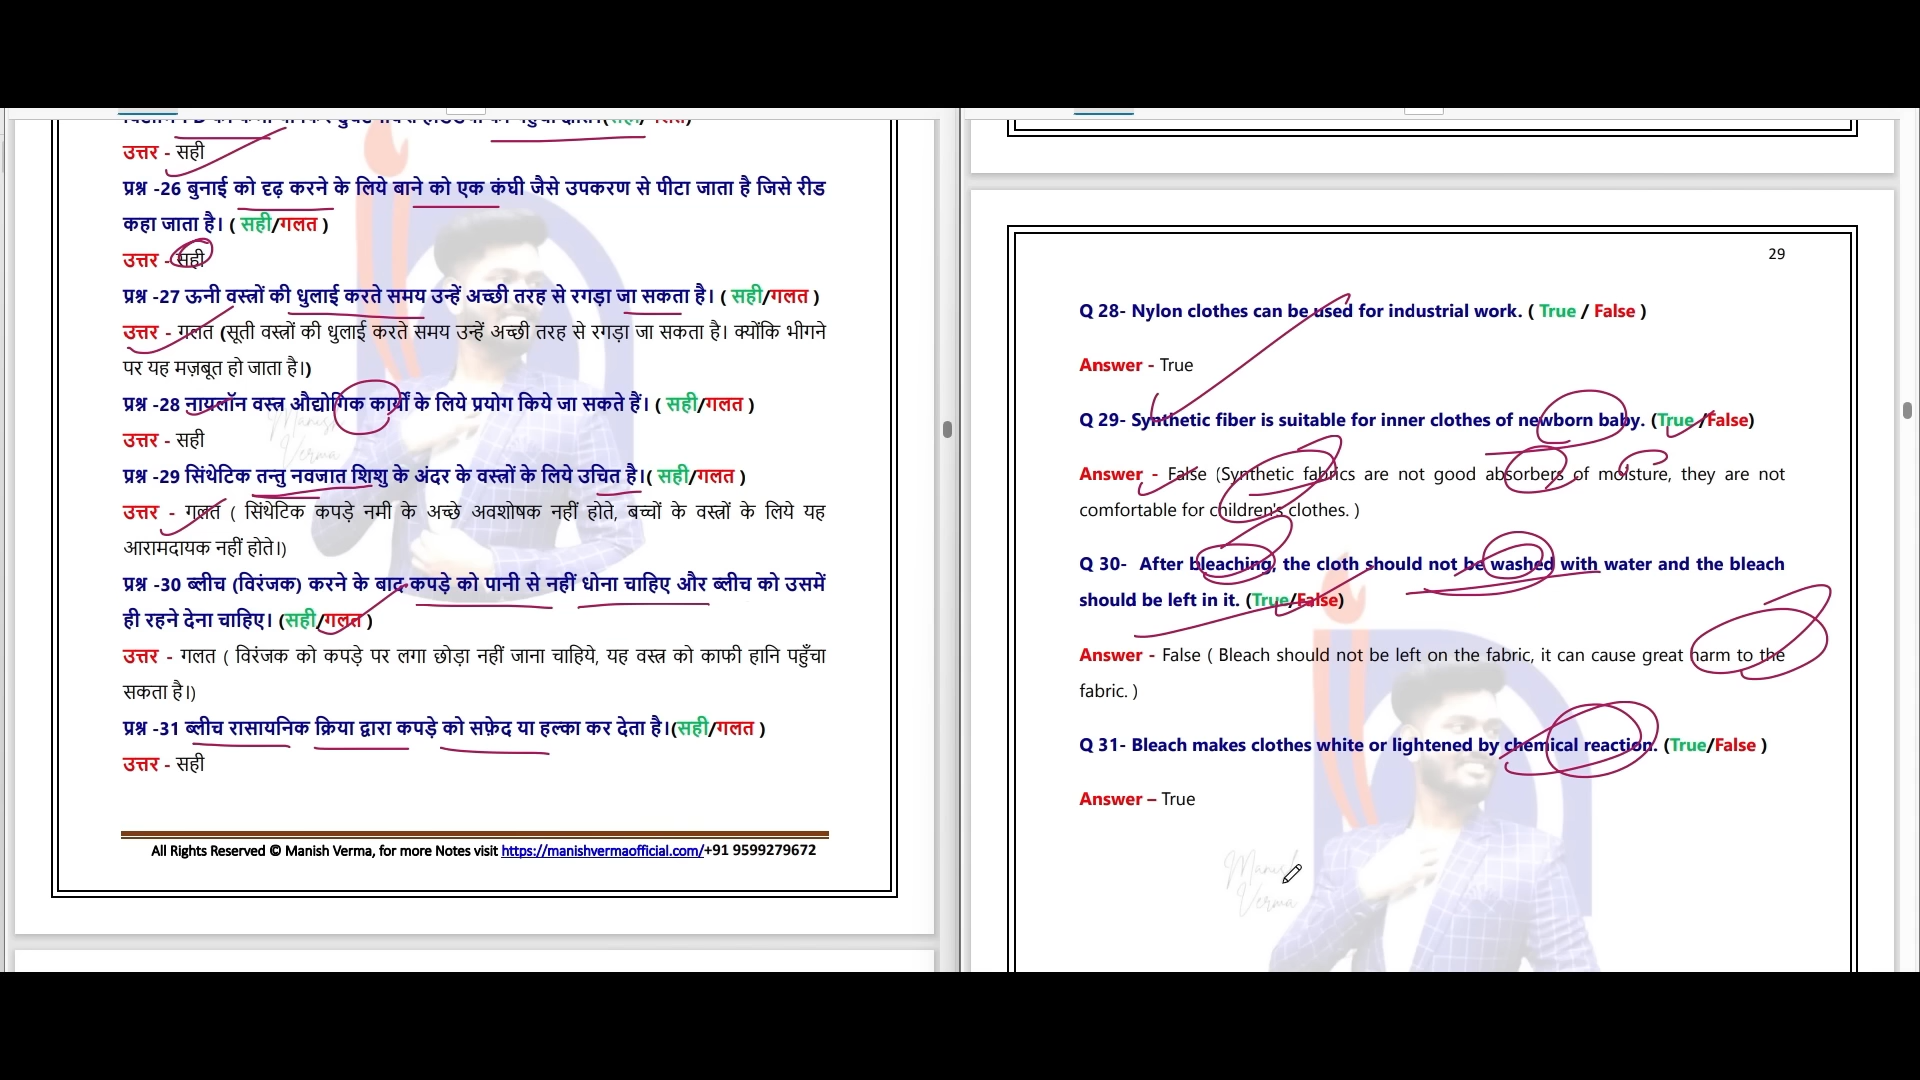 उत्तर - सही
प्रश्न -26 बुनाई को दृढ़ करने के लिये बाने को एक कंघी जैसे उपकरण से पीटा जाता है जिसे रीड
कहा जाता है। ( सही/गलत )
उत्तर - सही
प्रश्न -27 ऊनी वस्त्रों की धुलाई करते समय उन्हें अच्छी तरह से रगड़ा जा सकता है। ( सही/गलत )
उत्तर - गलत (सूती वस्त्रों की धुलाई करते समय उन्हें अच्छी तरह से रगड़ा जा सकता है। क्योंकि भीगने
पर यह मज़बूत हो जाता है।)
प्रश्न -28 नायलॉन वस्त्र औद्योगिक कार्यों के लिये प्रयोग किये जा सकते हैं। ( सही/गलत )
उत्तर - सही
प्रश्न -29 सिंथेटिक तन्तु नवजात शिशु के अंदर के वस्त्रों के लिये उचित है।( सही/गलत )
उत्तर - गलत ( सिंथेटिक कपड़े नमी के अच्छे अवशोषक नहीं होते, बच्चों के वस्त्रों के लिये यह
आरामदायक नहीं होते।)
प्रश्न -30 ब्लीच (विरंजक) करने के बाद कपड़े को पानी से नहीं धोना चाहिए और ब्लीच को उसमें
ही रहने देना चाहिए। (सही/गलत )
उत्तर - गलत ( विरंजक को कपड़े पर लगा छोड़ा नहीं जाना चाहिये, यह वस्त्र को काफी हानि पहुँचा
सकता है।)
प्रश्न -31 ब्लीच रासायनिक क्रिया द्वारा कपड़े को सफ़ेद या हल्का कर देता है।(सही/गलत )
उत्तर - सही
Manish
Verma
All Rights Reserved © Manish Verma, for more Notes visit https://manishvermaofficial.com/+91 9599279672
29
Q 28- Nylon clothes can be used for industrial work. ( True / False )
Answer - True
Q 29- Synthetic fiber is suitable for inner clothes of newborn baby. (True /False)
Answer - False (Synthetic fabrics are not good absorbers of moisture, they are not
comfortable for children's clothes. )
Q 30- After bleaching, the cloth should not be washed with water and the bleach
should be left in it. (True/False)
Answer - False ( Bleach should not be left on the fabric, it can cause great harm to the
fabric. )
Q 31- Bleach makes clothes white or lightened by chemical reaction. (True/False )
Answer – True
Manish
Verma